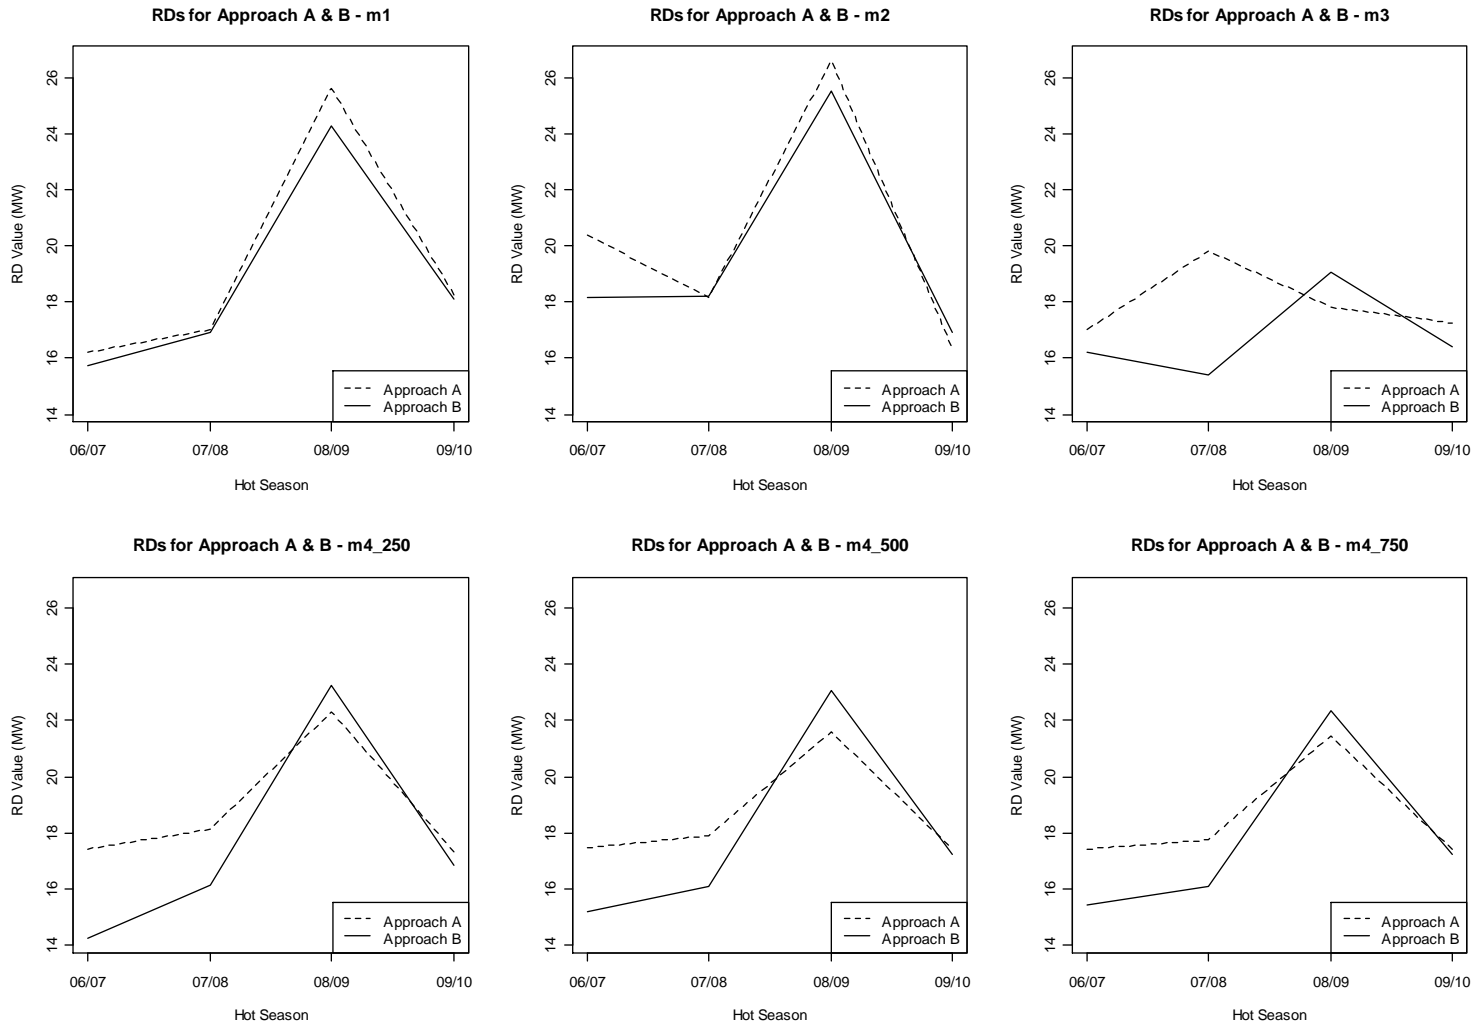 RDs for Approach A & B - m1
RD Value (MW)
26
24
22
20
18
16
14
Approach A
Approach B
06/07 07/08 08/09 09/10
Hot Season
RDs for Approach A & B - m2
RD Value (MW)
26
24
22
20
18
16
14
Approach A
Approach B
06/07 07/08 08/09 09/10
Hot Season
RDs for Approach A & B - m3
RD Value (MW)
26
24
22
20
18
16
14
Approach A
Approach B
06/07 07/08 08/09 09/10
Hot Season
RDs for Approach A & B - m4_250
RD Value (MW)
26
24
22
20
18
16
14
Approach A
Approach B
06/07 07/08 08/09 09/10
Hot Season
RDs for Approach A & B - m4_500
RD Value (MW)
26
24
22
20
18
16
14
Approach A
Approach B
06/07 07/08 08/09 09/10
Hot Season
RDs for Approach A & B - m4_750
RD Value (MW)
26
24
22
20
18
16
14
Approach A
Approach B
06/07 07/08 08/09 09/10
Hot Season